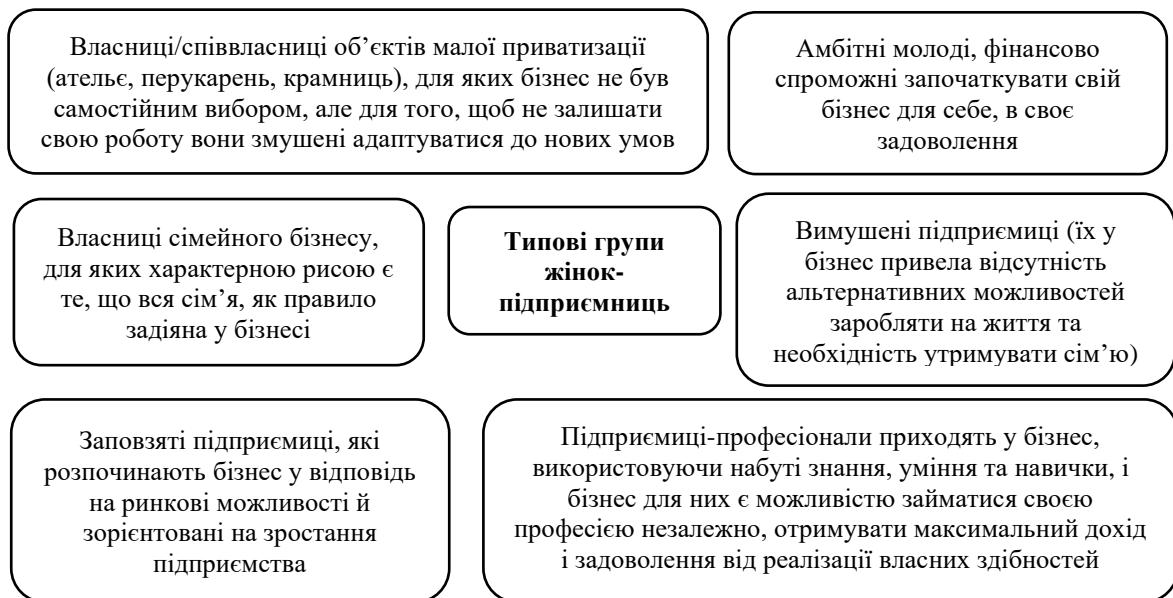 Власниці/співвласниці об’єктів малої приватизації
(ательє, перукарень, крамниць), для яких бізнес не був
самостійним вибором, але для того, щоб не залишати
свою роботу вони змушені адаптуватися до нових умов
Амбітні молоді, фінансово
спроможні започаткувати свій
бізнес для себе, в своє
задоволення
Власниці сімейного бізнесу,
для яких характерною рисою є
те, що вся сім’я, як правило
задіяна у бізнесі
Типові групи
жінок-
підприємниць
Вимушені підприємиці (їх у
бізнес привела відсутність
альтернативних можливостей
заробляти на життя та
необхідність утримувати сім’ю)
Заповзяті підприємиці, які
розпочинають бізнес у відповідь
на ринкові можливості й
зорієнтовані на зростання
підприємства
Підприємиці-професіонали приходять у бізнес,
використовуючи набуті знання, уміння та навички, і
бізнес для них є можливістю займатися своєю
професією незалежно, отримувати максимальний дохід
і задоволення від реалізації власних здібностей